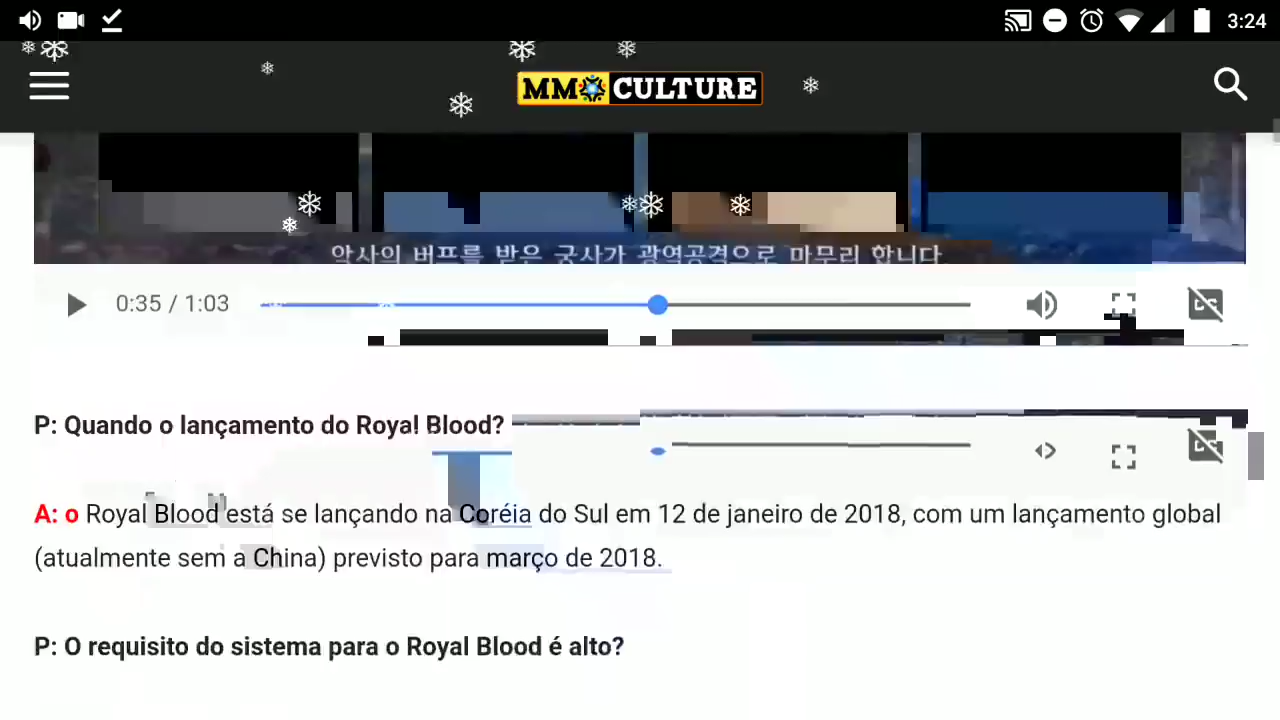 3:24
MM CULTURE
악사의 버프를 받은 궁사가 광역공격으로 마무리 합니다
0:35 / 1:03
P: Quando o lançamento do Royal Blood?
A: o Royal Blood está se lançando na Coréia do Sul em 12 de janeiro de 2018, com um lançamento global
(atualmente sem a China) previsto para março de 2018.
P: O requisito do sistema para o Royal Blood é alto?